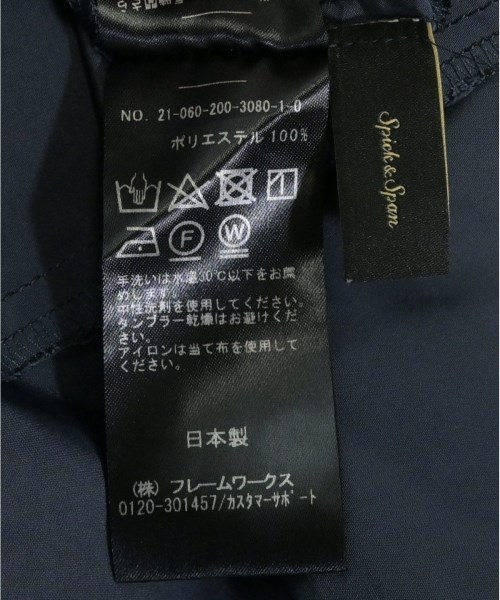 NO. 21-060-200-3080-1-0
ポリエステル 100%
手洗いは水温30℃以下をお薦
めします。
中性洗剤を使用してください。
タンブラー乾燥はお避けくだ
さい。
アイロンは当て布を使用して
ください。
日本製
(株) フレームワークス
0120-301457/カスタマーサポート
Spick&Span
F
W